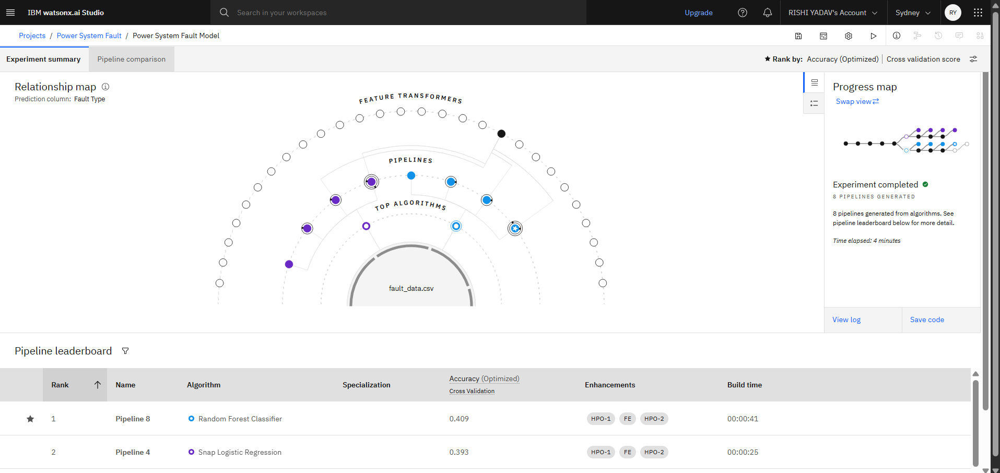 IBM watsonx.ai Studio
Search in your workspaces
Upgrade
RISHI YADAV's Account
Sydney
RY
Projects / Power System Fault / Power System Fault Model
Experiment summary
Pipeline comparison
Rank by: Accuracy (Optimized) | Cross validation score
Relationship map
Prediction column: Fault Type
FEATURE TRANSFORMERS
PIPELINES
TOP ALGORITHMS
fault_data.csv
Progress map
Swap view
Experiment completed
8 PIPELINES GENERATED
8 pipelines generated from algorithms. See
pipeline leaderboard below for more detail.
Time elapsed: 4 minutes
View log
Save code
Pipeline leaderboard
Rank Name Algorithm Specialization Accuracy (Optimized) Enhancements Build time
Cross Validation
1 Pipeline 8 Random Forest Classifier 0.409 HPO-1 FE HPO-2 00:00:41
2 Pipeline 4 Snap Logistic Regression 0.393 HPO-1 FE HPO-2 00:00:25